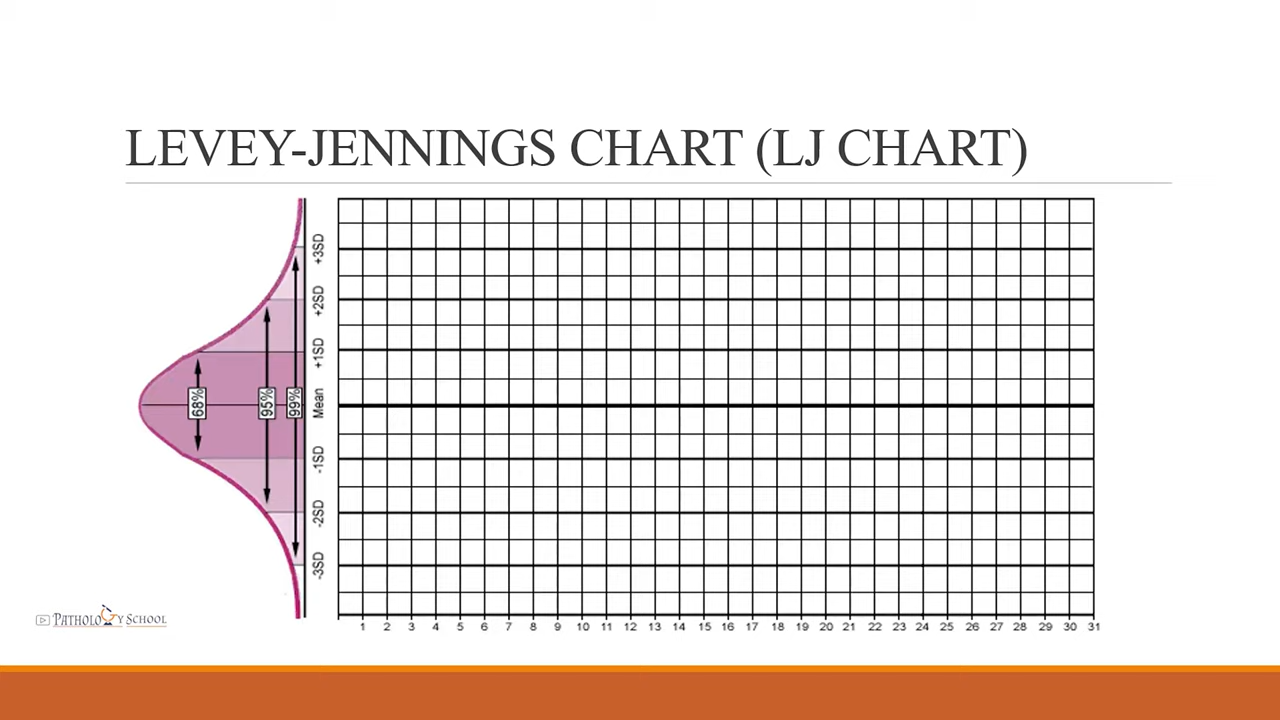 LEVEY-JENNINGS CHART (LJ CHART)
+3SD
+2SD
+1SD
Mean
-1SD
-2SD
-3SD
68%
95%
99%
1 2 3 4 5 6 7 8 9 10 11 12 13 14 15 16 17 18 19 20 21 22 23 24 25 26 27 28 29 30 31
PATHOLOGY SCHOOL